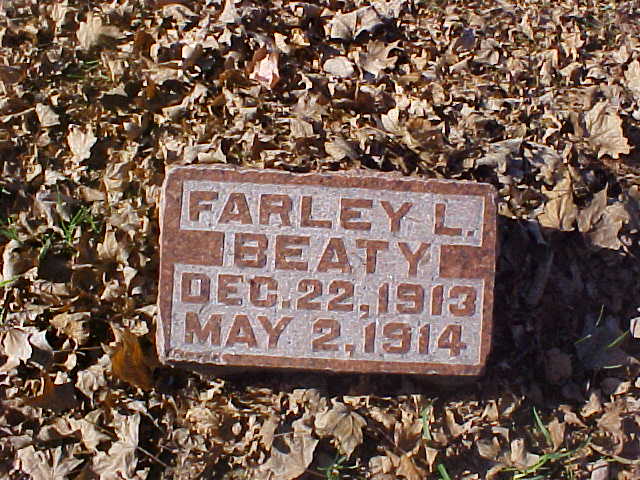 FARLEY L.
BEATY
DEC. 22, 1913
MAY 2, 1914